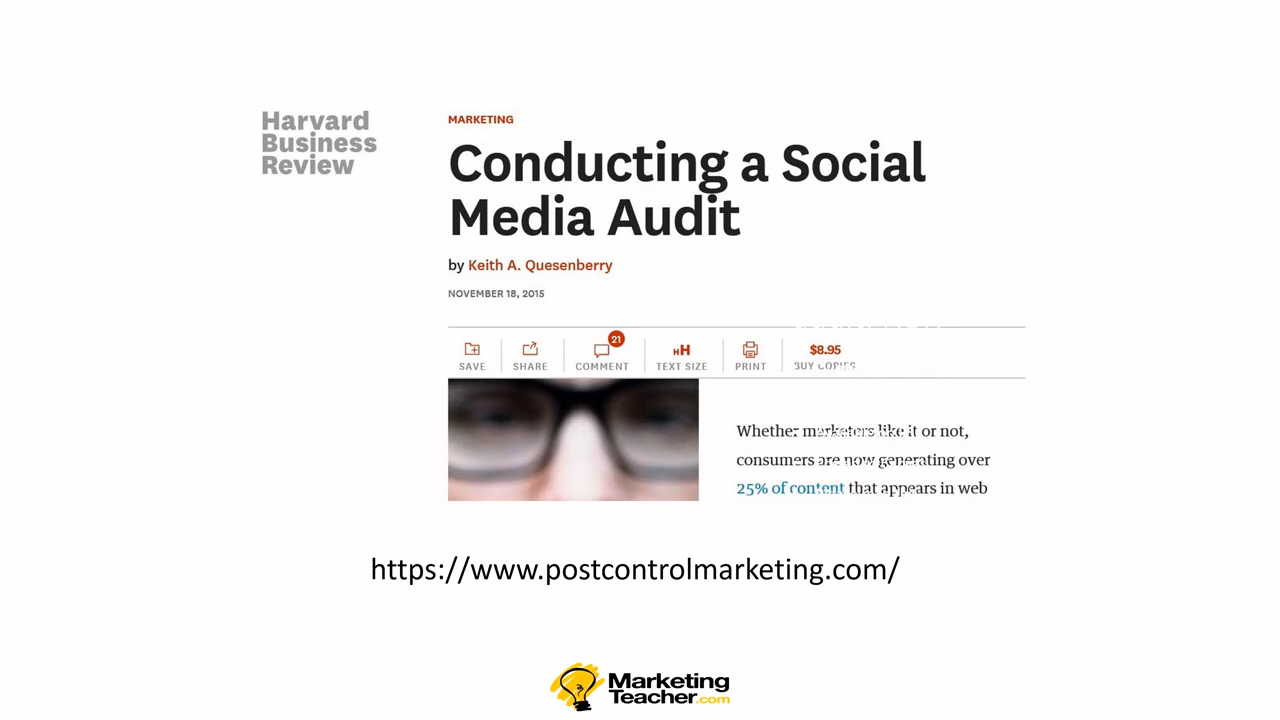 Harvard
Business
Review
MARKETING
Conducting a Social
Media Audit
by Keith A. Quesenberry
NOVEMBER 18, 2015
SAVE
SHARE
21
COMMENT
HH
TEXT SIZE
PRINT
$8.95
BUY COPIES
Whether marketers like it or not,
consumers are now generating over
25% of content that appears in web
https://www.postcontrolmarketing.com/
Marketing
Teacher.com